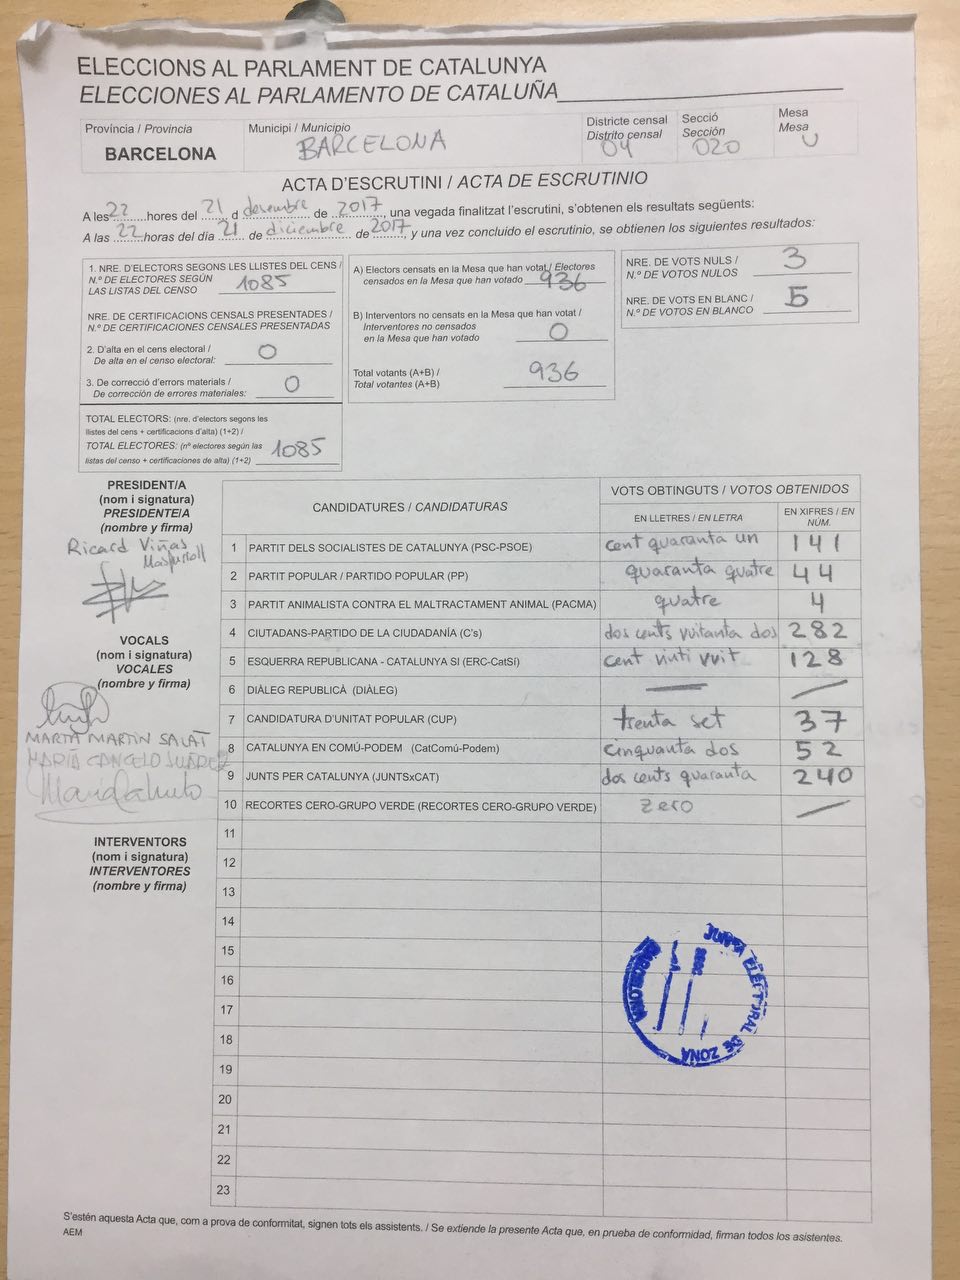 ELECCIONS AL PARLAMENT DE CATALUNYA
ELECCIONES AL PARLAMENTO DE CATALUÑA
Província / Provincia
BARCELONA
Municipi / Municipio
BARCELONA
Districte censal
Distrito censal
04
Secció
Sección
020
Mesa
Mesa
U
ACTA D'ESCRUTINI / ACTA DE ESCRUTINIO
A les 22 hores del 21 d desembre de 2017, una vegada finalitzat l'escrutini, s'obtenen els resultats següents:
A las 22 horas del día 21 de diciembre de 2017, y una vez concluido el escrutinio, se obtienen los siguientes resultados:
1. NRE. D'ELECTORS SEGONS LES LLISTES DEL CENS /
N.º DE ELECTORES SEGÚN
LAS LISTAS DEL CENSO 1085
NRE. DE CERTIFICACIONS CENSALS PRESENTADES /
N.º DE CERTIFICACIONES CENSALES PRESENTADAS
2. D'alta en el cens electoral /
De alta en el censo electoral: 0
3. De correcció d'errors materials /
De corrección de errores materiales: 0
TOTAL ELECTORS: (nre. d'electors segons les
llistes del cens + certificacions d'alta) (1+2) /
TOTAL ELECTORES: (nº electores según las
listas del censo + certificaciones de alta) (1+2) 1085
A) Electors censats en la Mesa que han votat / Electores
censados en la Mesa que han votado 936
B) Interventors no censats en la Mesa que han votat /
Interventores no censados
en la Mesa que han votado 0
Total votants (A+B) /
Total votantes (A+B) 936
NRE. DE VOTS NULS /
N.º DE VOTOS NULOS 3
NRE. DE VOTS EN BLANC /
N.º DE VOTOS EN BLANCO 5
PRESIDENT/A
(nom i signatura)
PRESIDENTE/A
(nombre y firma)
Ricard Viñas
VOCALS
(nom i signatura)
VOCALES
(nombre y firma)
MARTA MARTIN SALAT
MARÍA CANCELO SUÁREZ
INTERVENTORS
(nom i signatura)
INTERVENTORES
(nombre y firma)
CANDIDATURES / CANDIDATURAS
VOTS OBTINGUTS / VOTOS OBTENIDOS
EN LLETRES / EN LETRA
EN XIFRES / EN NÚM.
1 PARTIT DELS SOCIALISTES DE CATALUNYA (PSC-PSOE) cent quaranta un 141
2 PARTIT POPULAR / PARTIDO POPULAR (PP) quaranta quatre 44
3 PARTIT ANIMALISTA CONTRA EL MALTRACTAMENT ANIMAL (PACMA) quatre 4
4 CIUTADANS-PARTIDO DE LA CIUDADANÍA (C's) dos cents vuitanta dos 282
5 ESQUERRA REPUBLICANA - CATALUNYA SI (ERC-CatSí) cent vinti vuit 128
6 DIÀLEG REPUBLICÀ (DIÀLEG)
7 CANDIDATURA D'UNITAT POPULAR (CUP) trenta set 37
8 CATALUNYA EN COMÚ-PODEM (CatComú-Podem) cinquanta dos 52
9 JUNTS PER CATALUNYA (JUNTSxCAT) dos cents quaranta 240
10 RECORTES CERO-GRUPO VERDE (RECORTES CERO-GRUPO VERDE) zero
11
12
13
14
15
16
17
18
19
20
21
22
23
JUNTA ELECTORAL DE ZONA
BARCELONA
S'estén aquesta Acta que, com a prova de conformitat, signen tots els assistents. / Se extiende la presente Acta que, en prueba de conformidad, firman todos los asistentes.
AEM